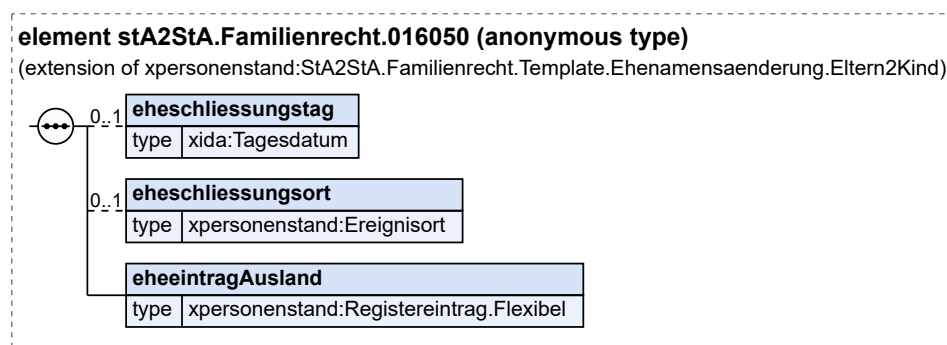 element stA2StA.Familienrecht.016050 (anonymous type)
(extension of xpersonenstand:StA2StA.Familienrecht.Template.Ehenamensaenderung.Eltern2Kind)
0..1 eheschliessungstag
type xida:Tagesdatum
0..1 eheschliessungsort
type xpersonenstand:Ereignisort
eheeintragAusland
type xpersonenstand:Registereintrag.Flexibel